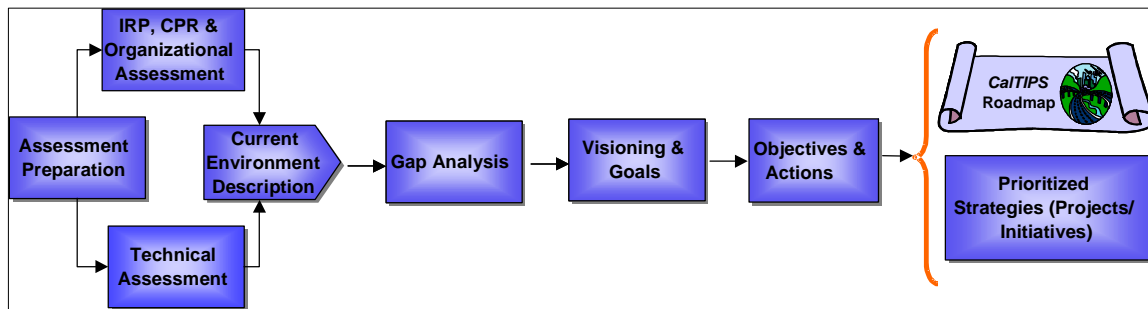 IRP, CPR &
Organizational
Assessment
Assessment
Preparation
Technical
Assessment
Current
Environment
Description
Gap Analysis
Visioning &
Goals
Objectives &
Actions
CalTIPS
Roadmap
Prioritized
Strategies (Projects/
Initiatives)